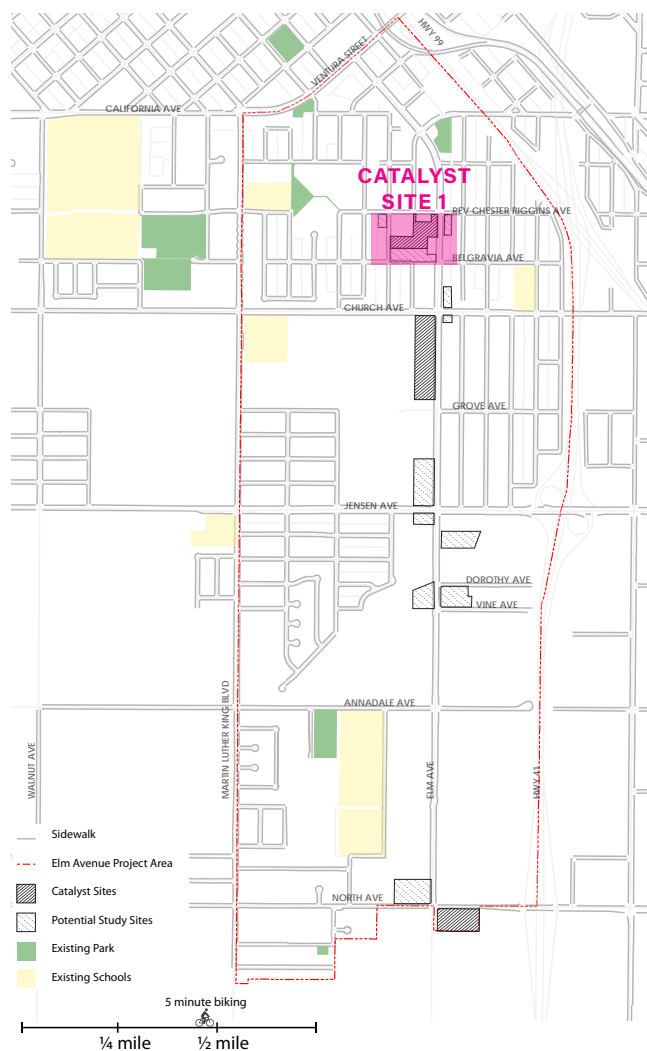 HWY 99
VENTURA STREET
CALIFORNIA AVE
CATALYST
SITE 1
REV CHESTER RIGGINS AVE
BELGRAVIA AVE
CHURCH AVE
GROVE AVE
JENSEN AVE
DOROTHY AVE
VINE AVE
ANNADALE AVE
WALNUT AVE
MARTIN LUTHER KING BLVD
ELM AVE
HWY 41
NORTH AVE
Sidewalk
Elm Avenue Project Area
Catalyst Sites
Potential Study Sites
Existing Park
Existing Schools
5 minute biking
¼ mile
½ mile